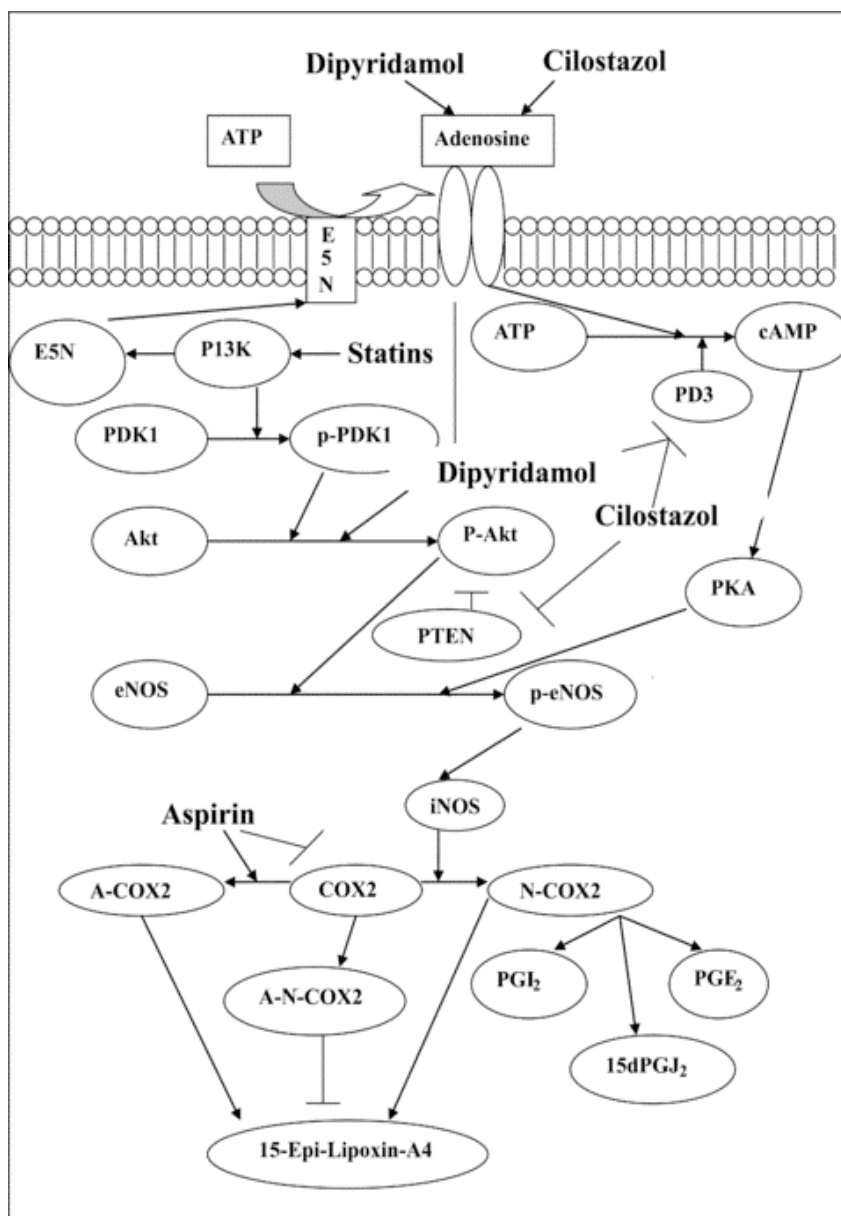 Dipyridamol
Cilostazol
ATP
Adenosine
E
5
N
E5N
P13K
Statins
ATP
cAMP
PD3
PDK1
p-PDK1
Dipyridamol
Cilostazol
Akt
P-Akt
PKA
PTEN
eNOS
p-eNOS
iNOS
Aspirin
A-COX2
COX2
N-COX2
A-N-COX2
PGI₂
PGE₂
15dPGJ₂
15-Epi-Lipoxin-A4